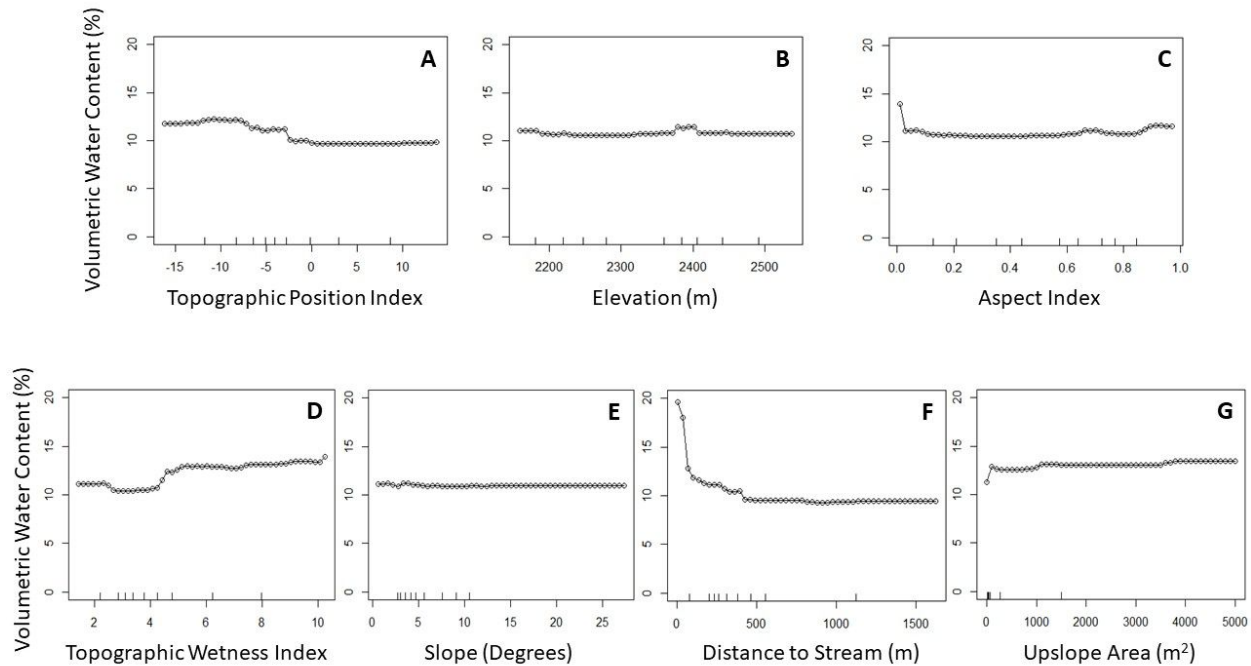 Volumetric Water Content (%)
20
15
10
5
0
A
-15 -10 -5 0 5 10
Topographic Position Index
20
15
10
5
0
B
2200 2300 2400 2500
Elevation (m)
20
15
10
5
0
C
0.0 0.2 0.4 0.6 0.8 1.0
Aspect Index
Volumetric Water Content (%)
20
15
10
5
0
D
2 4 6 8 10
Topographic Wetness Index
20
15
10
5
0
E
0 5 10 15 20 25
Slope (Degrees)
20
15
10
5
0
F
0 500 1000 1500
Distance to Stream (m)
20
15
10
5
0
G
0 1000 2000 3000 4000 5000
Upslope Area (m²)